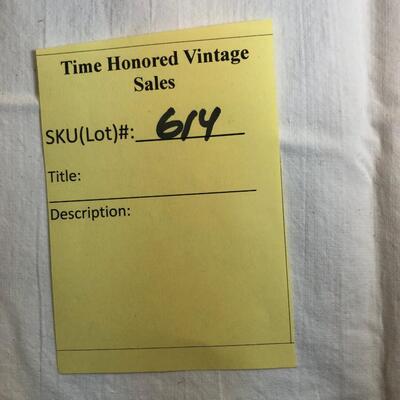 Time Honored Vintage
Sales
SKU(Lot)#: 614
Title:
Description: